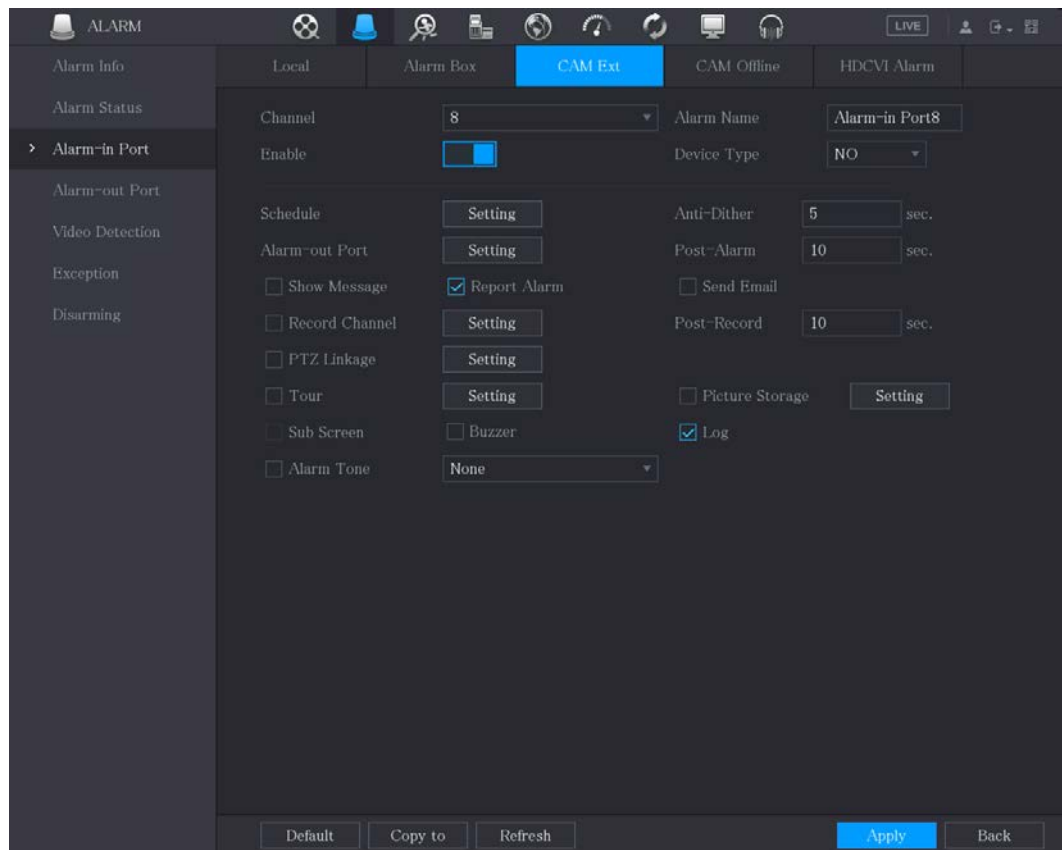 ALARM
LIVE
Alarm Info
Alarm Status
Alarm-in Port
Alarm-out Port
Video Detection
Exception
Disarming
Local Alarm Box CAM Ext CAM Offline HDCVI Alarm
Channel 8 Alarm Name Alarm-in Port8
Enable Device Type NO
Schedule Setting Anti-Dither 5 sec.
Alarm-out Port Setting Post-Alarm 10 sec.
Show Message Report Alarm Send Email
Record Channel Setting Post-Record 10 sec.
PTZ Linkage Setting
Tour Setting Picture Storage Setting
Sub Screen Buzzer Log
Alarm Tone None
Default Copy to Refresh Apply Back